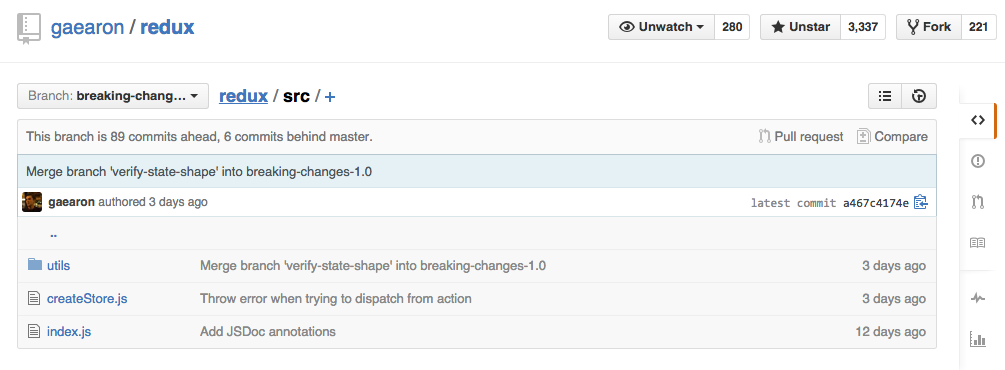 gaearon / redux
Unwatch 280 Unstar 3,337 Fork 221
Branch: breaking-chang… redux / src / +
This branch is 89 commits ahead, 6 commits behind master. Pull request Compare
Merge branch 'verify-state-shape' into breaking-changes-1.0
gaearon authored 3 days ago latest commit a467c4174e
..
utils Merge branch 'verify-state-shape' into breaking-changes-1.0 3 days ago
createStore.js Throw error when trying to dispatch from action 3 days ago
index.js Add JSDoc annotations 12 days ago